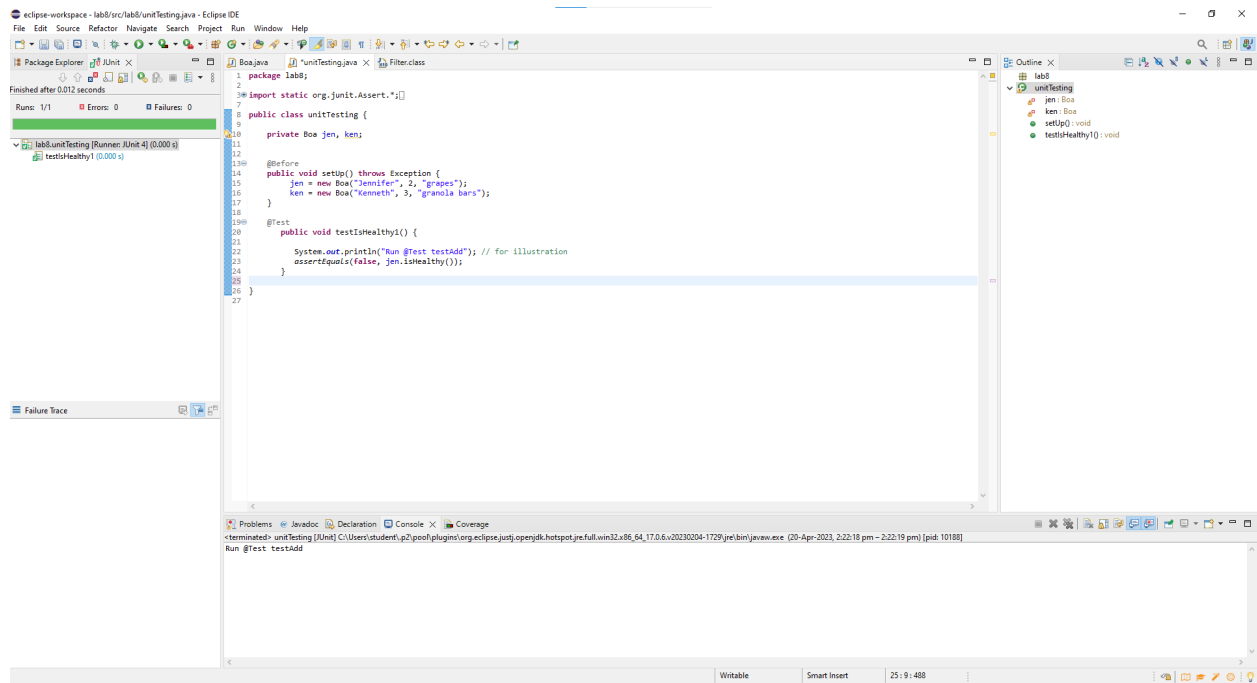 eclipse-workspace - lab8/src/lab8/unitTesting.java - Eclipse IDE
File Edit Source Refactor Navigate Search Project Run Window Help
Package Explorer JUnit
Finished after 0.012 seconds
Runs: 1/1 Errors: 0 Failures: 0
lab8.unitTesting [Runner: JUnit 4] (0.000 s)
testIsHealthy1 (0.000 s)
Failure Trace
Boa.java *unitTesting.java Filter.class
1 package lab8;
2
3 import static org.junit.Assert.*;
7
8 public class unitTesting {
9
10 private Boa jen, ken;
11
12
13 @Before
14 public void setUp() throws Exception {
15 jen = new Boa("Jennifer", 2, "grapes");
16 ken = new Boa("Kenneth", 3, "granola bars");
17 }
18
19 @Test
20 public void testIsHealthy1() {
21
22 System.out.println("Run @Test testAdd"); // for illustration
23 assertEquals(false, jen.isHealthy());
24 }
25
26 }
27
Outline
lab8
unitTesting
jen : Boa
ken : Boa
setUp() : void
testIsHealthy1() : void
Problems Javadoc Declaration Console Coverage
<terminated> unitTesting [JUnit] C:\Users\student\.p2\pool\plugins\org.eclipse.justj.openjdk.hotspot.jre.full.win32.x86_64_17.0.6.v20230204-1729\jre\bin\javaw.exe (20-Apr-2023, 2:22:18 pm – 2:22:19 pm) [pid: 10188]
Run @Test testAdd
Writable Smart Insert 25 : 9 : 488